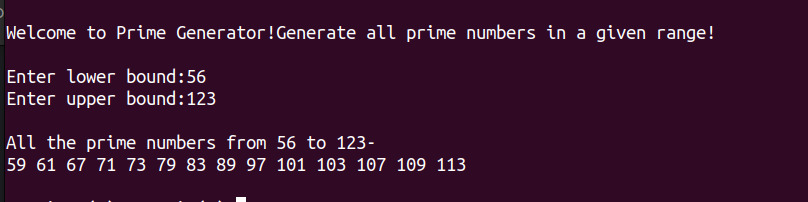 Welcome to Prime Generator!Generate all prime numbers in a given range!
Enter lower bound:56
Enter upper bound:123
All the prime numbers from 56 to 123-
59 61 67 71 73 79 83 89 97 101 103 107 109 113